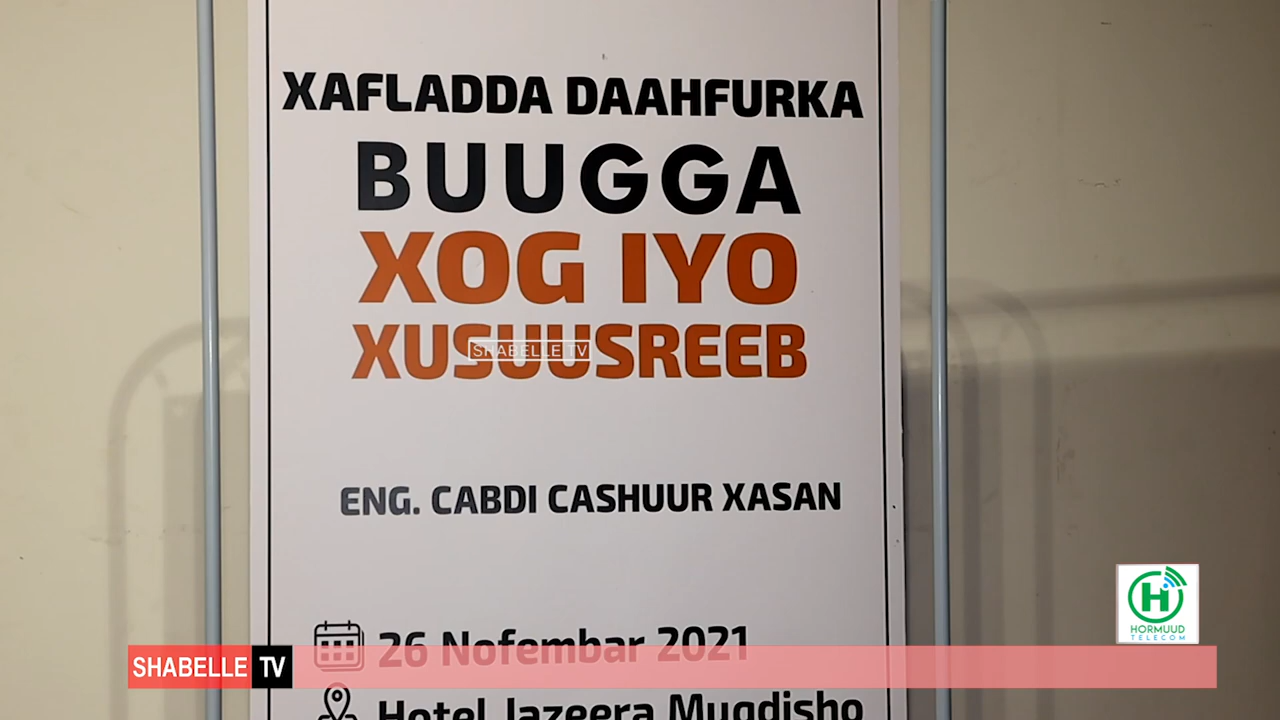 XAFLADDA DAAHFURKA
BUUGGA
XOG IYO
XUSUUSREEB
SHABELLE TV
ENG. CABDI CASHUUR XASAN
26 Nofembar 2021
Hotel Jazeera Muqdisho
HORMUUD
TELECOM
SHABELLE TV